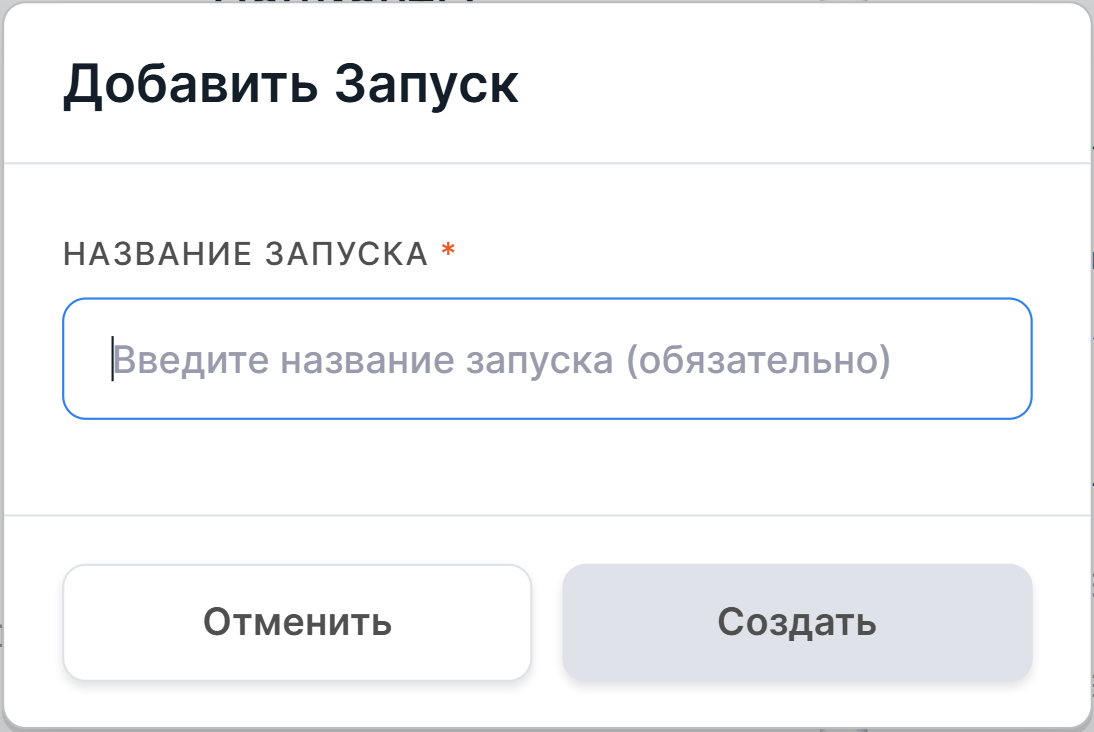 Добавить Запуск
НАЗВАНИЕ ЗАПУСКА *
Введите название запуска (обязательно)
Отменить
Создать